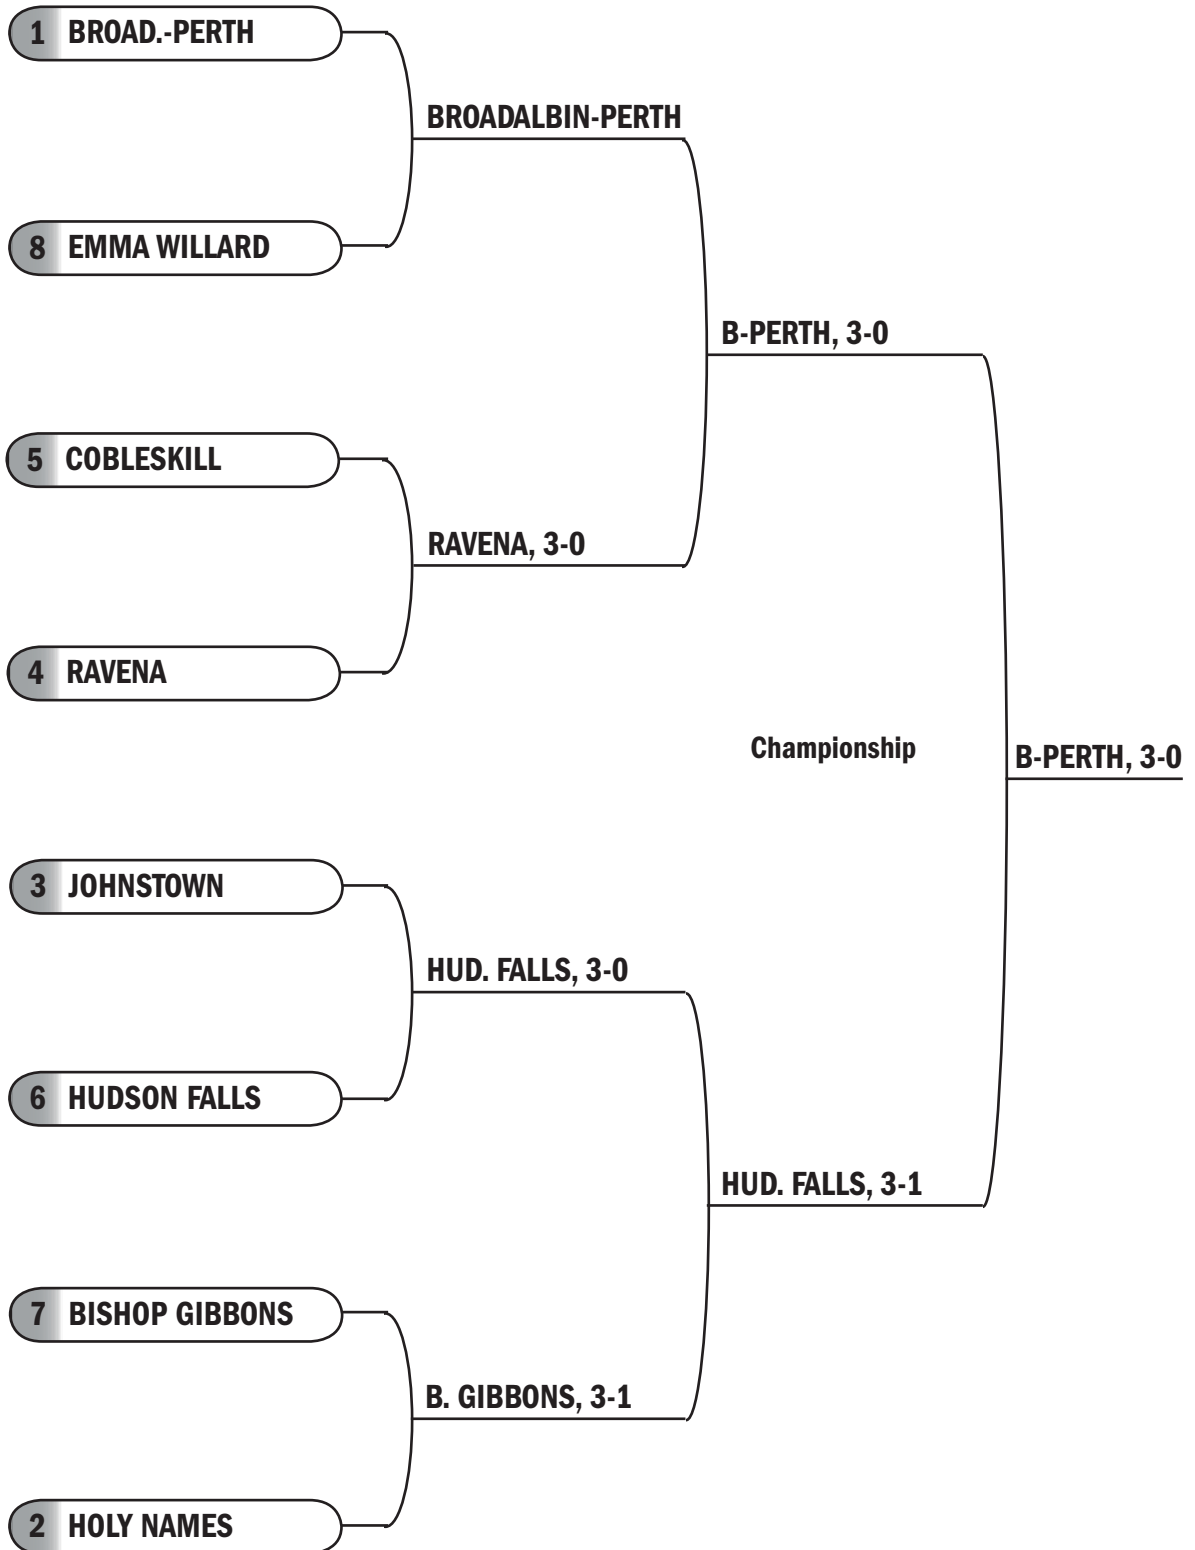 1 BROAD.-PERTH
BROADALBIN-PERTH
8 EMMA WILLARD
B-PERTH, 3-0
5 COBLESKILL
RAVENA, 3-0
4 RAVENA
Championship
B-PERTH, 3-0
3 JOHNSTOWN
HUD. FALLS, 3-0
6 HUDSON FALLS
HUD. FALLS, 3-1
7 BISHOP GIBBONS
B. GIBBONS, 3-1
2 HOLY NAMES